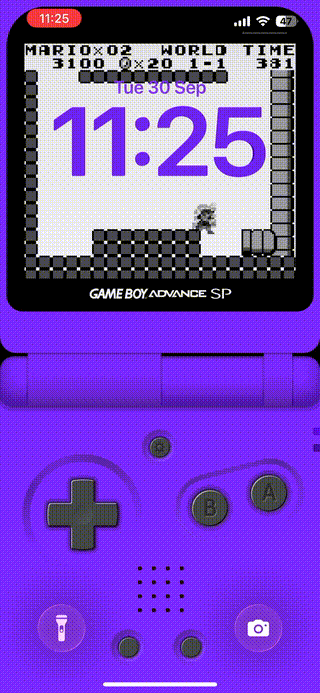 11:25
47
MARIO×02 WORLD TIME
3100 ×20 1-1 381
Tue 30 Sep
11:25
GAME BOY ADVANCE SP
B
A